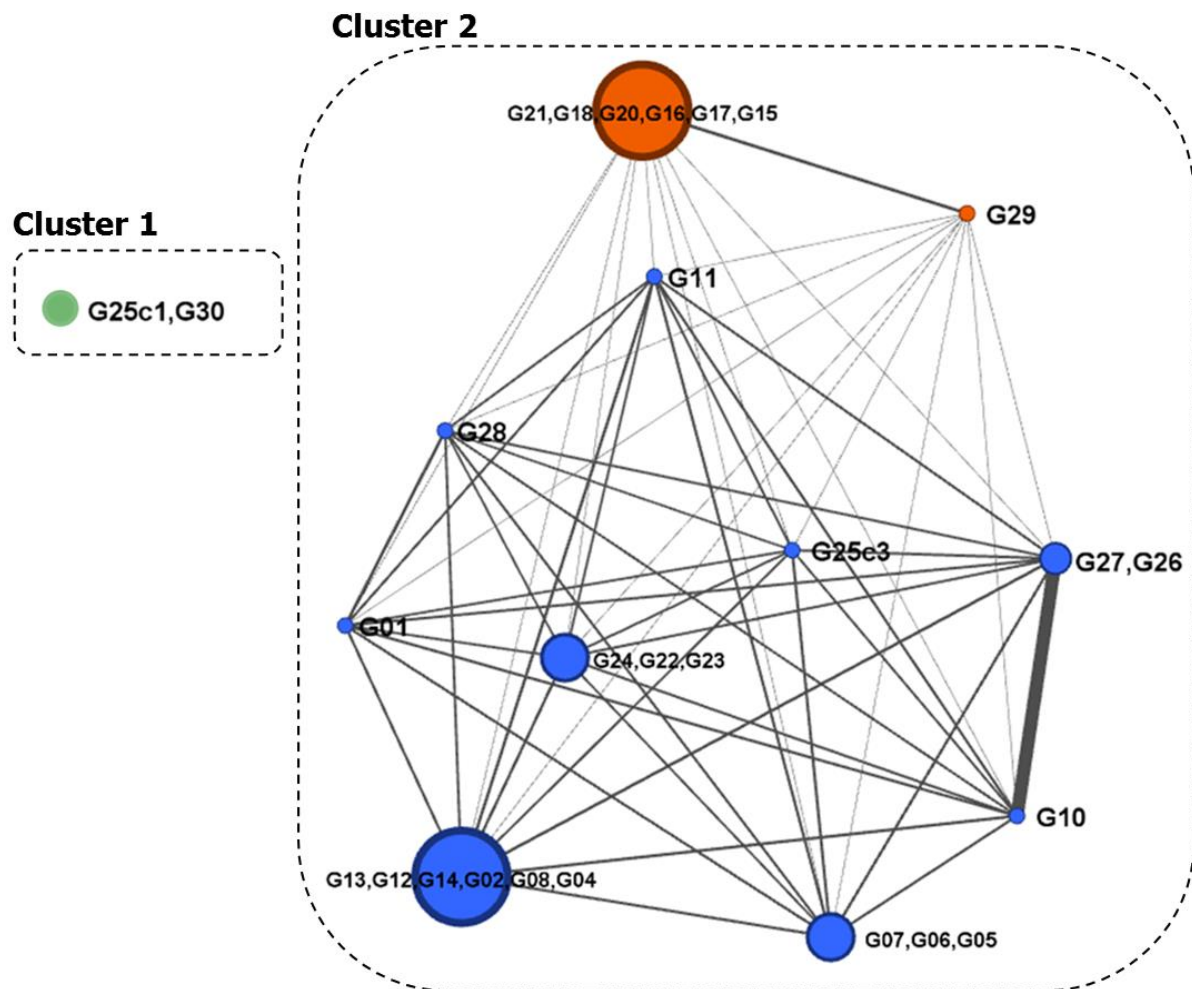 Cluster 2
G21,G18,G20,G16,G17,G15
G29
Cluster 1
G11
G25c1,G30
G28
G25c3
G27,G26
G01
G24,G22,G23
G10
G13,G12,G14,G02,G08,G04
G07,G06,G05